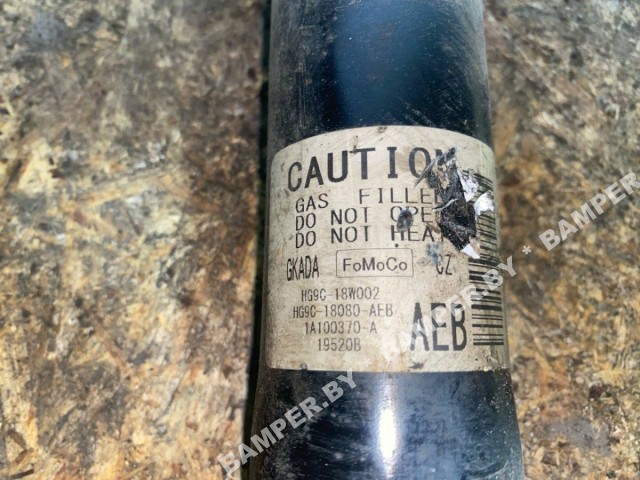 CAUTION
GAS FILLED
DO NOT OPE
DO NOT HEA
GKADA FoMoCo CZ
HG9C-18W002
HG9C-18080-AEB
1A100370-A
19520B
AEB
BAMPER.BY * BAMPER.BY * BAMPER.BY